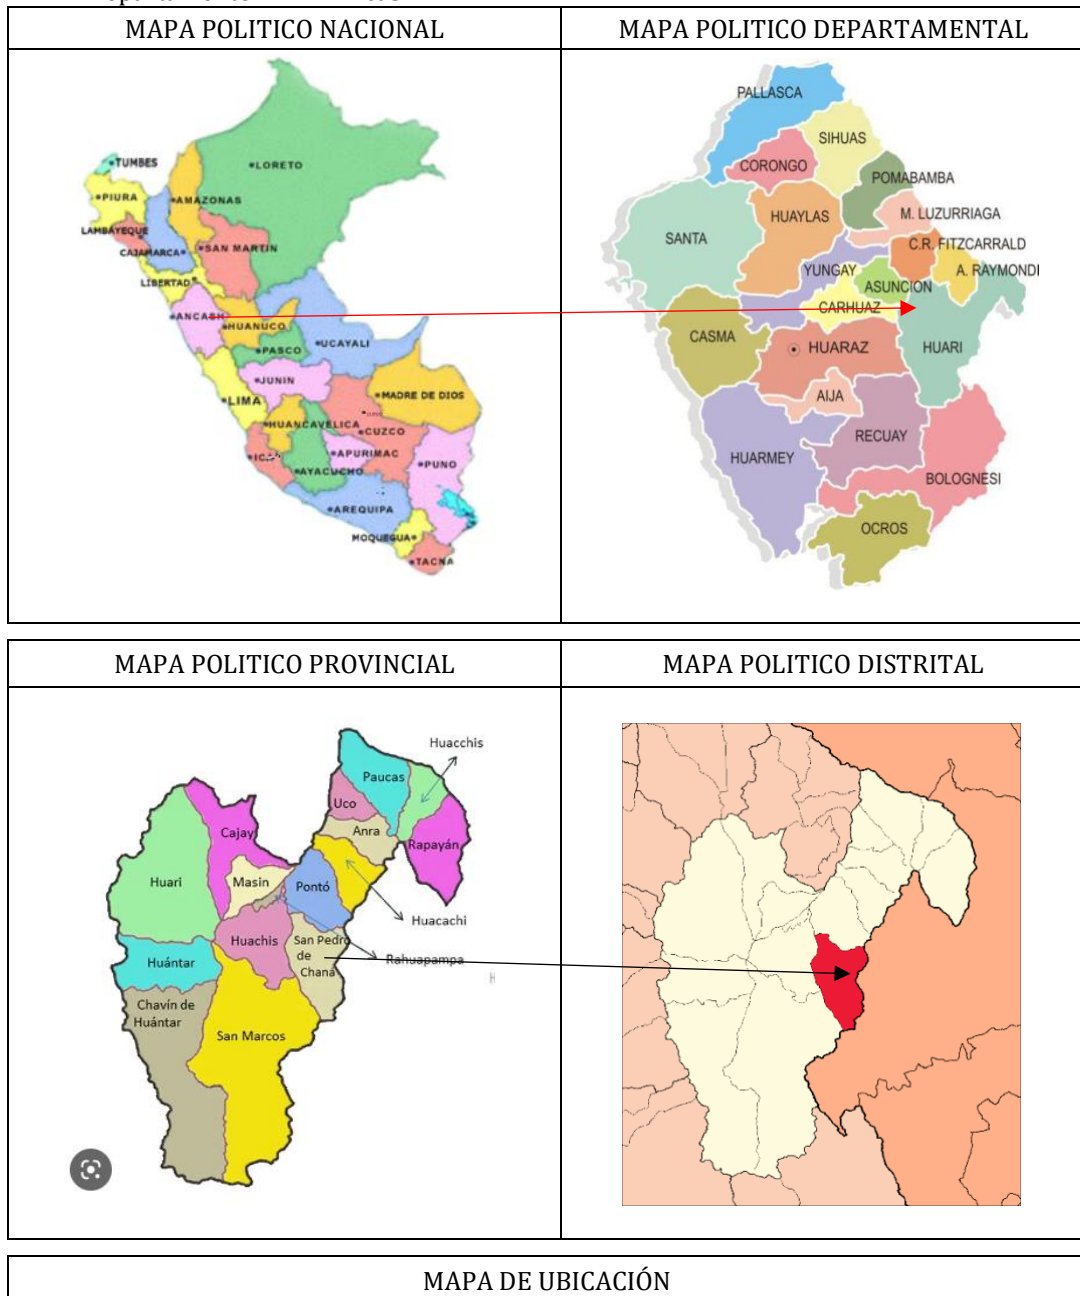 MAPA POLITICO NACIONAL
MAPA POLITICO DEPARTAMENTAL
TUMBES
LORETO
PIURA
AMAZONAS
LAMBAYEQUE
CAJAMARCA
SAN MARTIN
LIBERTAD
ANCASH
HUANUCO
UCAYALI
PASCO
JUNIN
LIMA
MADRE DE DIOS
HUANCAVELICA
CUZCO
APURIMAC
AYACUCHO
PUNO
AREQUIPA
MOQUEGUA
TACNA
PALLASCA
SIHUAS
CORONGO
POMABAMBA
HUAYLAS
M. LUZURRIAGA
SANTA
C.R. FITZCARRALD
YUNGAY
A. RAYMONDI
ASUNCION
CARHUAZ
CASMA
HUARAZ
HUARI
AIJA
RECUAY
HUARMEY
BOLOGNESI
OCROS
MAPA POLITICO PROVINCIAL
MAPA POLITICO DISTRITAL
Huacchis
Paucas
Uco
Cajay
Anra
Rapayán
Huari
Masin
Pontó
Huacachi
Huachis
San Pedro
de
Chaná
Rahuapampa
Huántar
Chavín de
Huántar
San Marcos
MAPA DE UBICACIÓN